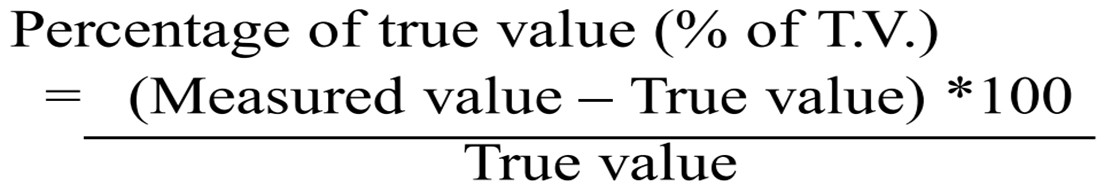 Percentage of true value (% of T.V.)
= (Measured value – True value) *100
True value